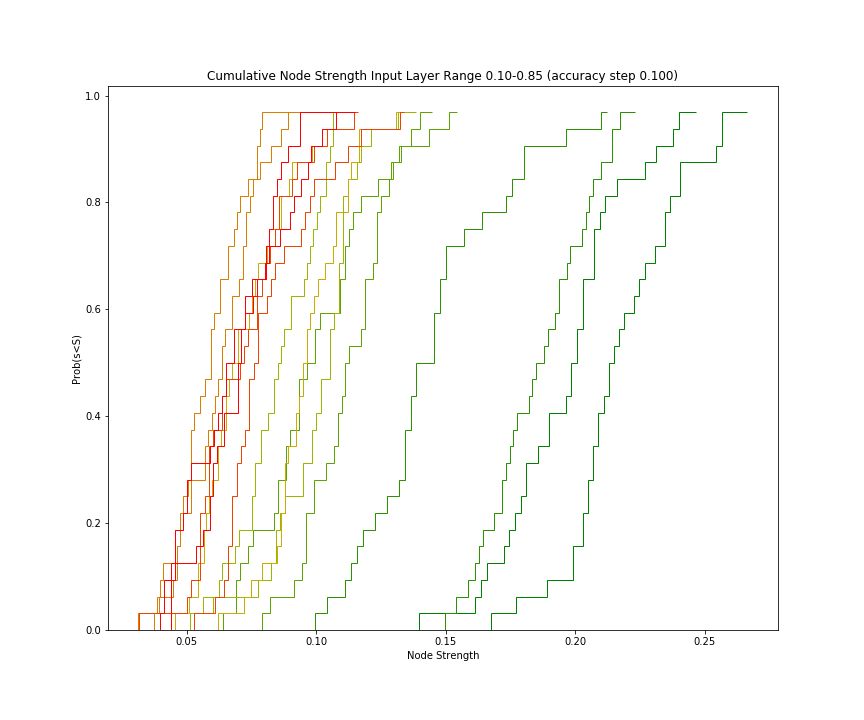 Cumulative Node Strength Input Layer Range 0.10-0.85 (accuracy step 0.100)
1.0
0.8
0.6
0.4
0.2
0.0
Prob(s<S)
0.05 0.10 0.15 0.20 0.25
Node Strength